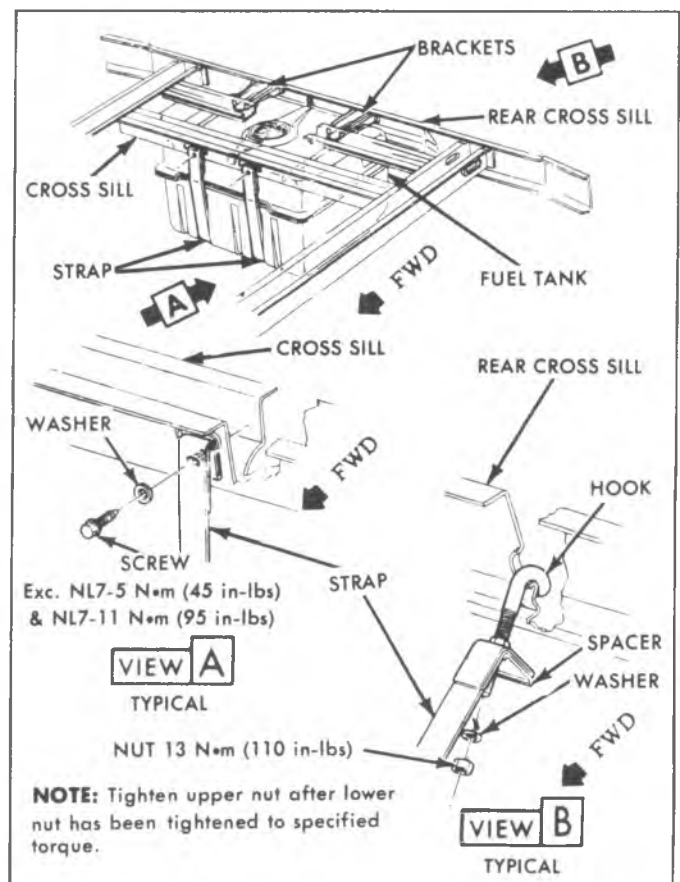 BRACKETS
B
REAR CROSS SILL
CROSS SILL
STRAP
FWD
FUEL TANK
A
CROSS SILL
REAR CROSS SILL
WASHER
FWD
HOOK
SCREW
Exc. NL7-5 N•m (45 in-lbs)
& NL7-11 N•m (95 in-lbs)
STRAP
SPACER
VIEW A
WASHER
TYPICAL
FWD
NUT 13 N•m (110 in-lbs)
NOTE: Tighten upper nut after lower
nut has been tightened to specified
torque.
VIEW B
TYPICAL